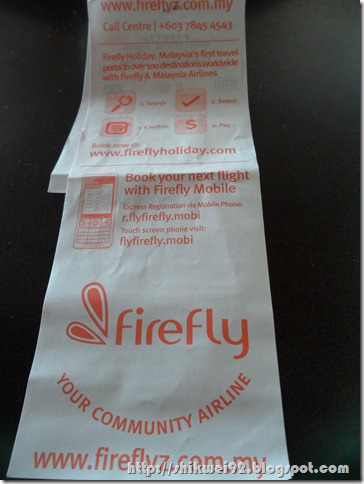 www.fireflyz.com.my
Call Centre | +603 7845 4543
Firefly Holiday, Malaysia's first travel
portal to over 100 destinations worldwide
with Firefly & Malaysia Airlines
1. Search
2. Select
3. Confirm
$
4. Pay
Book now @
www.fireflyholiday.com
Book your next flight
with Firefly Mobile
Express Registration via Mobile Phone:
r.flyfirefly.mobi
Touch screen phone visit:
flyfirefly.mobi
firefly
YOUR COMMUNITY AIRLINE
www.fireflyz.com.my
https://shikwei92.blogspot.com